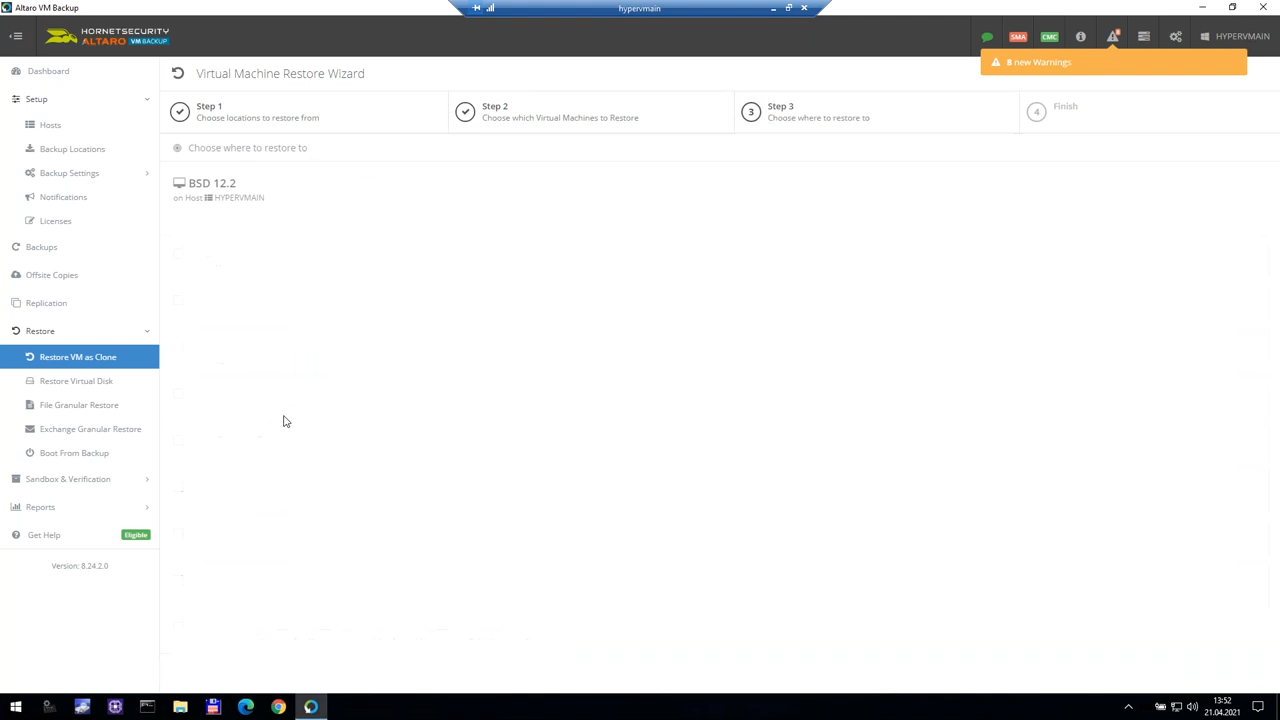 Altaro VM Backup
hypervmain
HORNETSECURITY
ALTARO VM BACKUP
SMA
CMC
8
HYPERVMAIN
8 new Warnings
Dashboard
Setup
Hosts
Backup Locations
Backup Settings
Notifications
Licenses
Backups
Offsite Copies
Replication
Restore
Restore VM as Clone
Restore Virtual Disk
File Granular Restore
Exchange Granular Restore
Boot From Backup
Sandbox & Verification
Reports
Get Help
Eligible
Version: 8.24.2.0
Virtual Machine Restore Wizard
Step 1
Choose locations to restore from
Step 2
Choose which Virtual Machines to Restore
3
Step 3
Choose where to restore to
4
Finish
Choose where to restore to
BSD 12.2
on Host HYPERVMAIN
13:52
21.04.2021